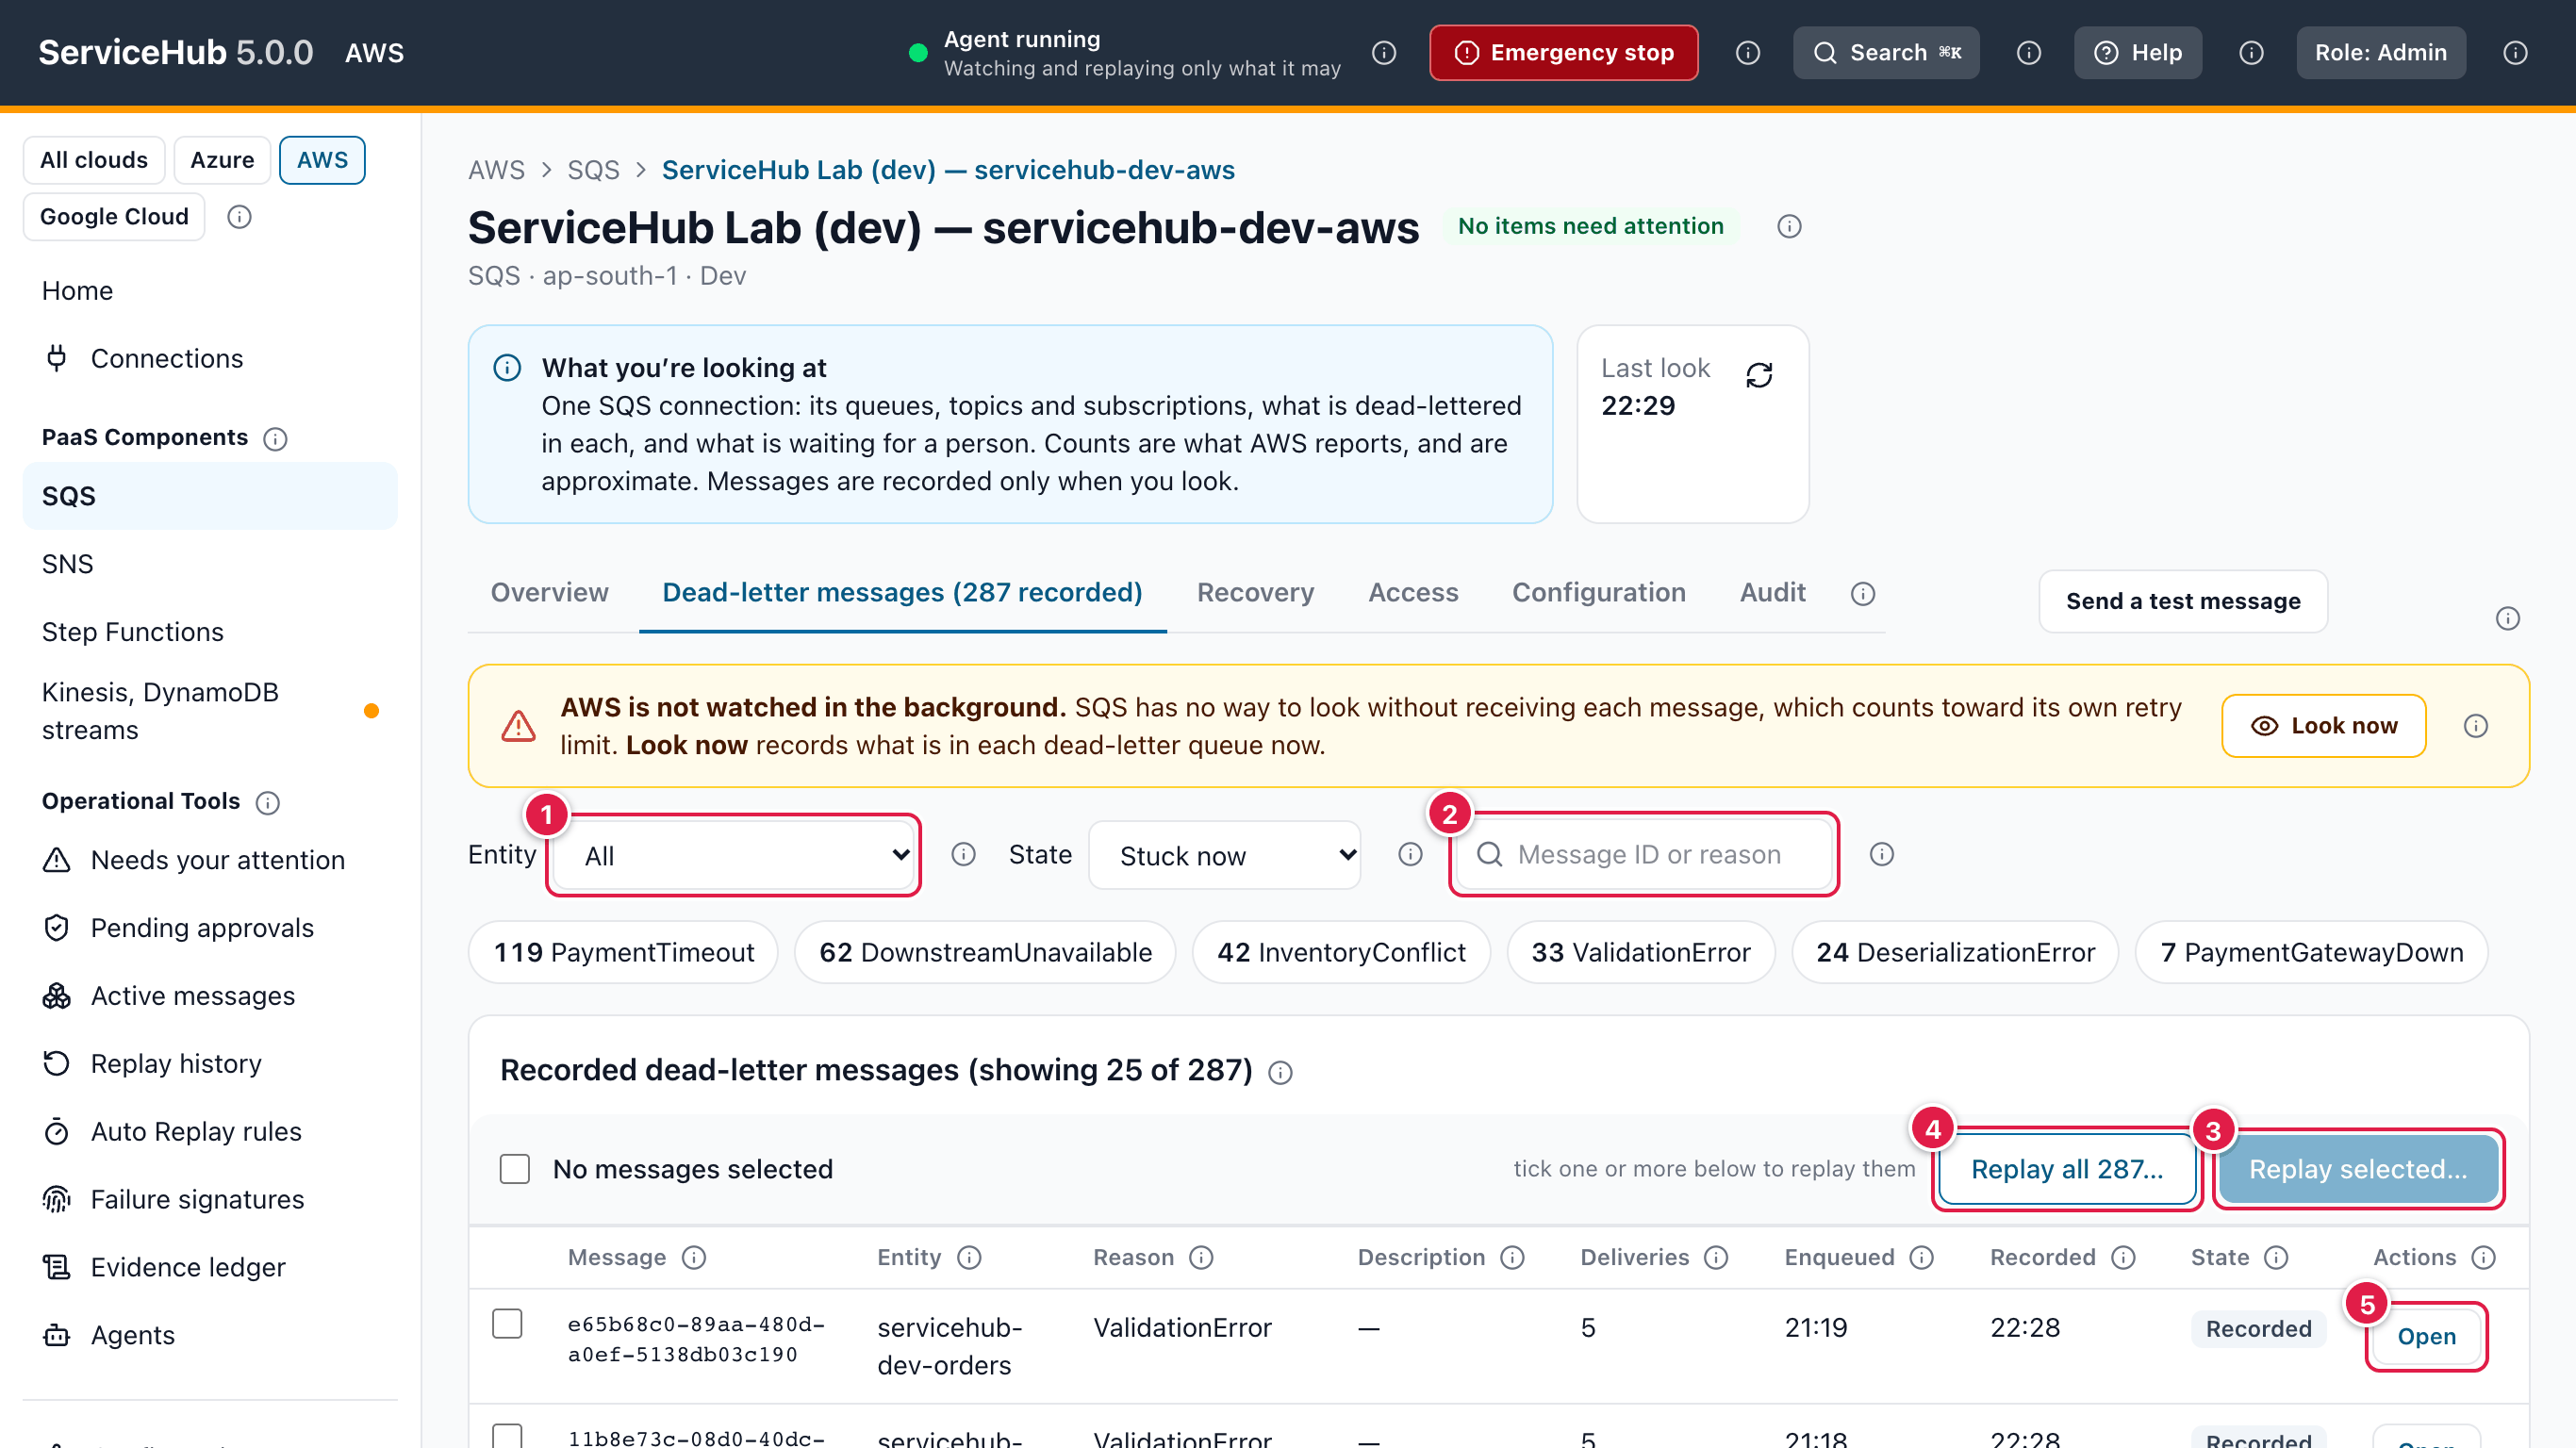 ServiceHub 5.0.0 AWS
Agent running
Watching and replaying only what it may
Emergency stop
Search ⌘K
Help
Role: Admin
All clouds
Azure
AWS
Google Cloud
Home
Connections
PaaS Components
SQS
SNS
Step Functions
Kinesis, DynamoDB
streams
Operational Tools
Needs your attention
Pending approvals
Active messages
Replay history
Auto Replay rules
Failure signatures
Evidence ledger
Agents
AWS > SQS > ServiceHub Lab (dev) — servicehub-dev-aws
ServiceHub Lab (dev) — servicehub-dev-aws
No items need attention
SQS · ap-south-1 · Dev
What you’re looking at
One SQS connection: its queues, topics and subscriptions, what is dead-lettered
in each, and what is waiting for a person. Counts are what AWS reports, and are
approximate. Messages are recorded only when you look.
Last look
22:29
Overview
Dead-letter messages (287 recorded)
Recovery
Access
Configuration
Audit
Send a test message
AWS is not watched in the background. SQS has no way to look without receiving each message, which counts toward its own retry
limit. Look now records what is in each dead-letter queue now.
Look now
1
2
Entity
All
State
Stuck now
Message ID or reason
119 PaymentTimeout
62 DownstreamUnavailable
42 InventoryConflict
33 ValidationError
24 DeserializationError
7 PaymentGatewayDown
Recorded dead-letter messages (showing 25 of 287)
4
3
No messages selected
tick one or more below to replay them
Replay all 287...
Replay selected...
Message
Entity
Reason
Description
Deliveries
Enqueued
Recorded
State
Actions
5
e65b68c0-89aa-480d-
a0ef-5138db03c190
servicehub-
dev-orders
ValidationError
—
5
21:19
22:28
Recorded
Open
11b8e73c-08d0-40dc-
servicehub-
ValidationError
—
5
21:18
22:28
Recorded
Open